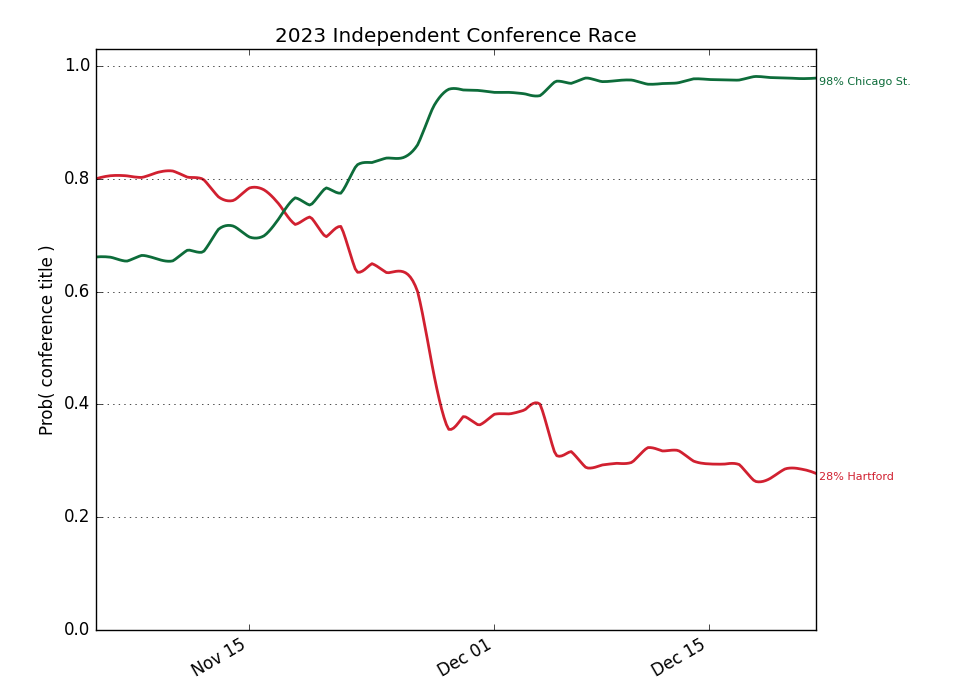 2023 Independent Conference Race
Prob( conference title )
1.0
0.8
0.6
0.4
0.2
0.0
98% Chicago St.
28% Hartford
Nov 15
Dec 01
Dec 15